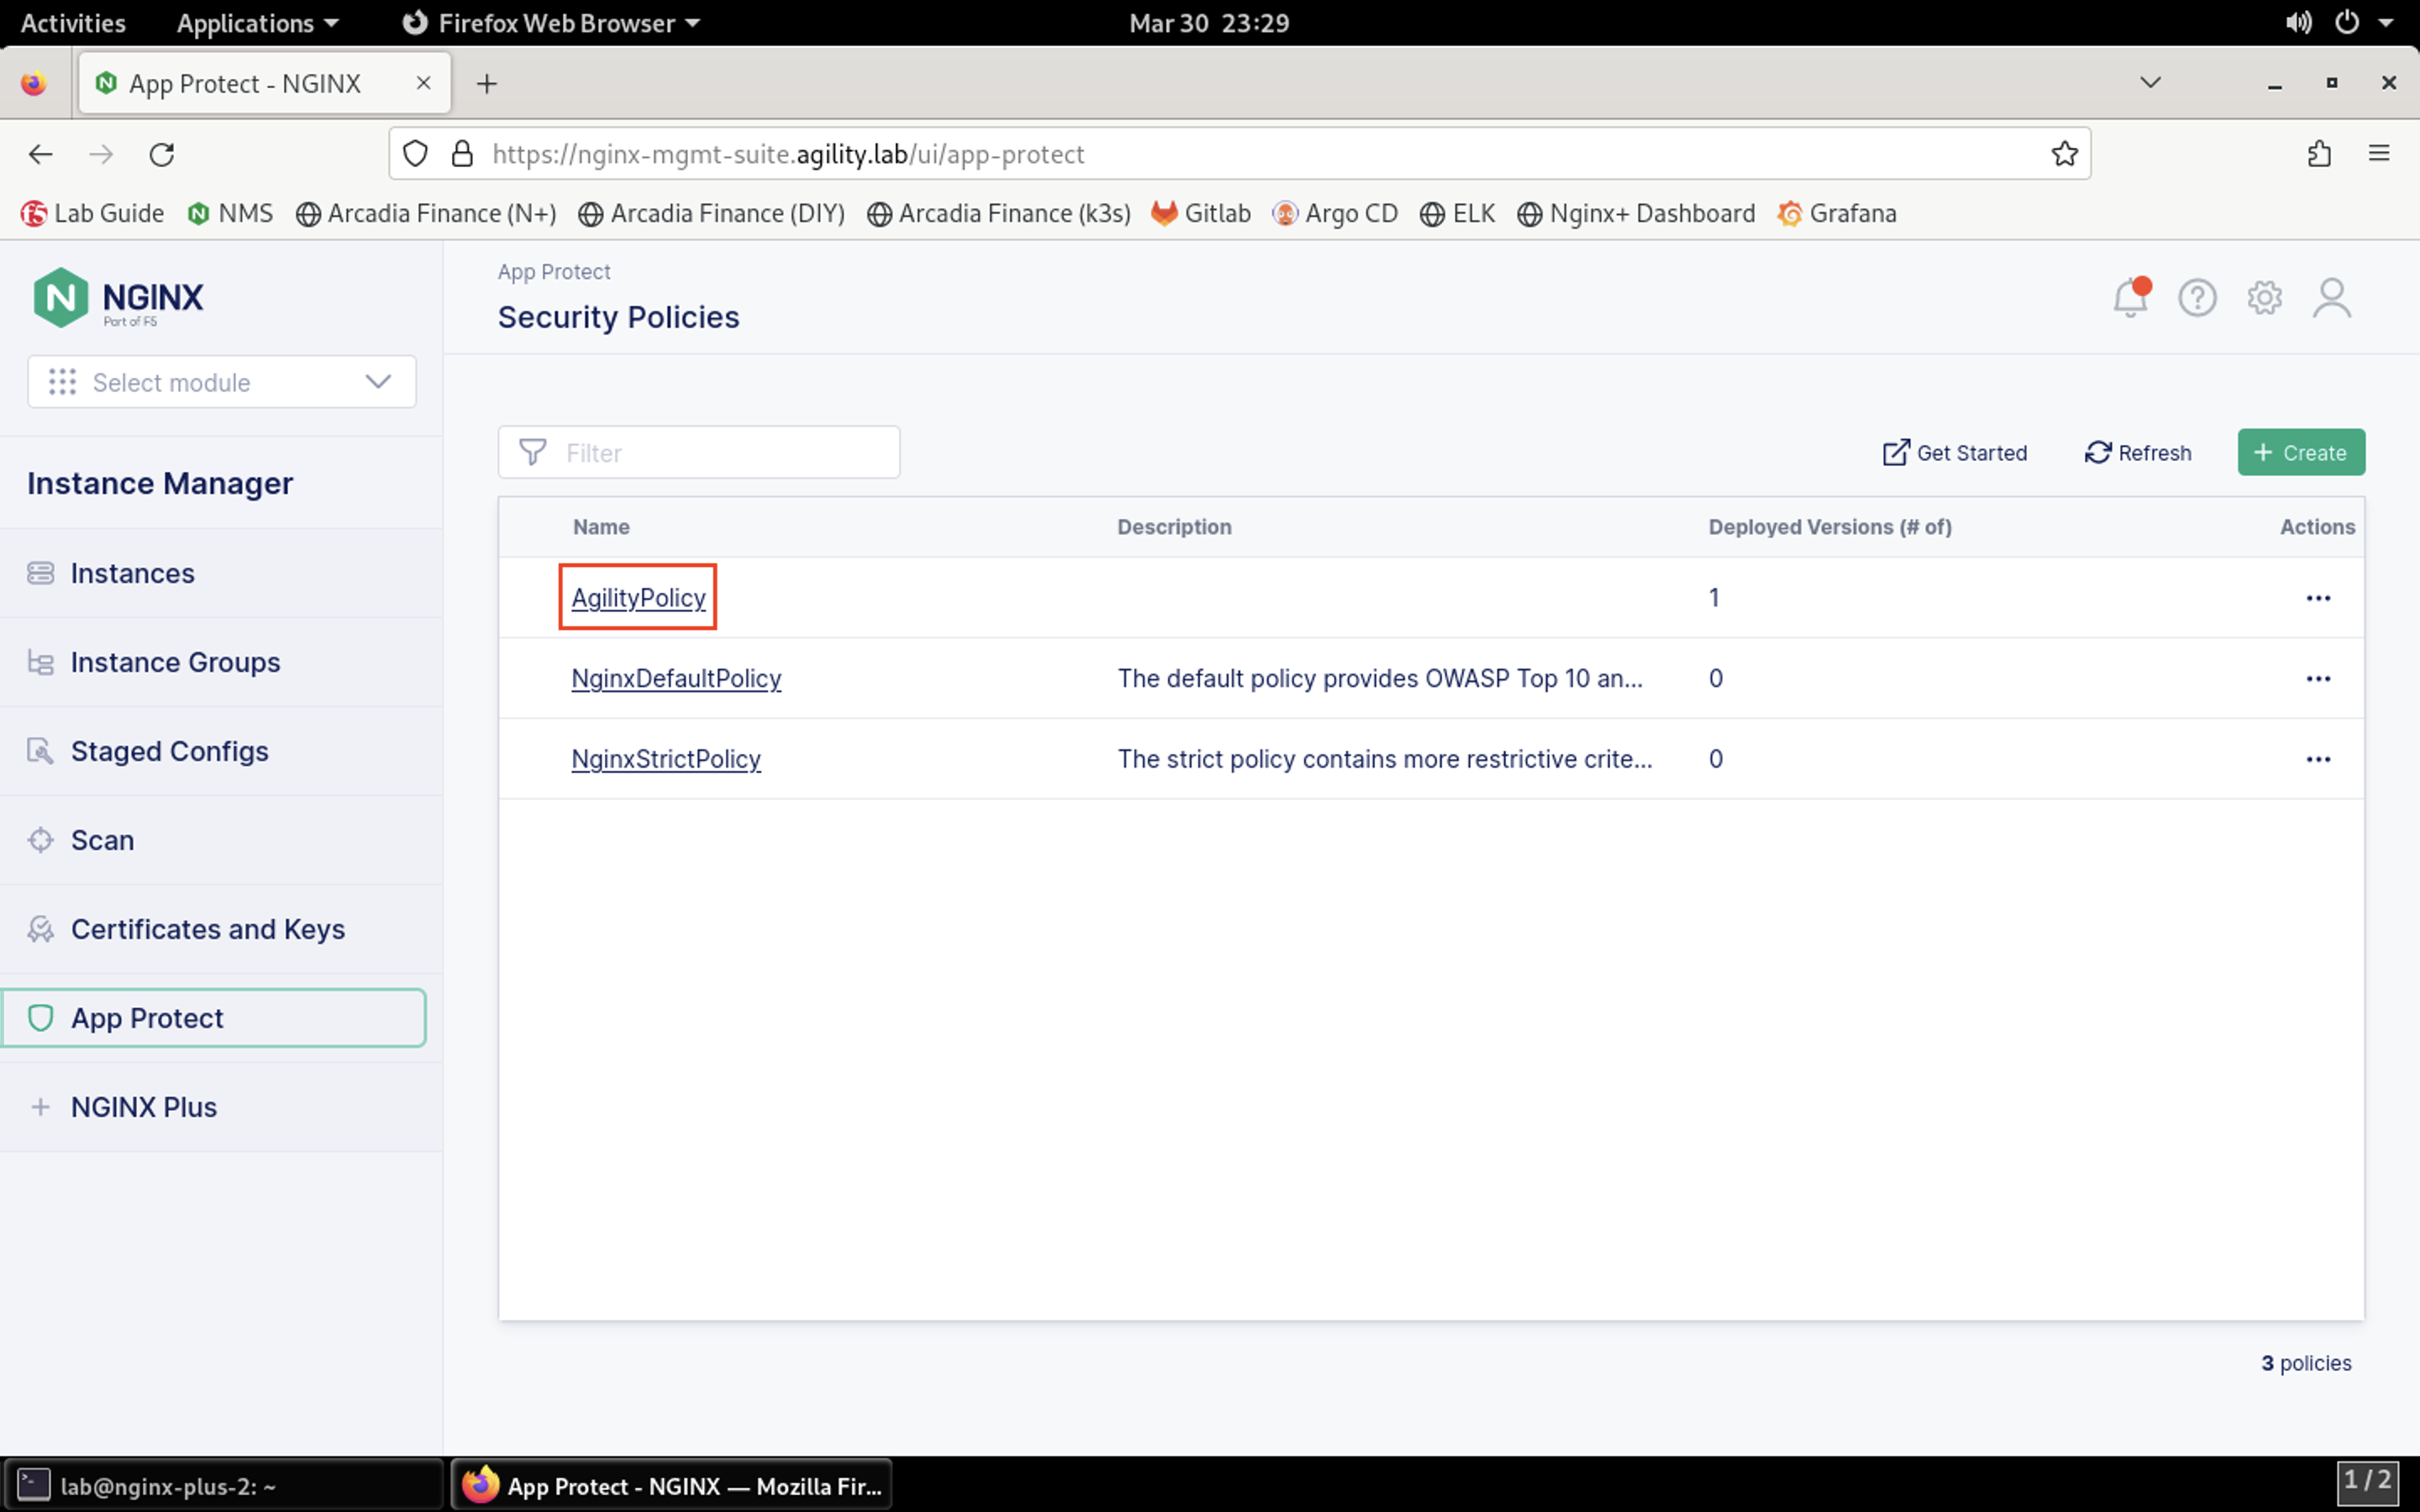 Activities Applications Firefox Web Browser Mar 30 23:29
App Protect - NGINX
https://nginx-mgmt-suite.agility.lab/ui/app-protect
Lab Guide NMS Arcadia Finance (N+) Arcadia Finance (DIY) Arcadia Finance (k3s) Gitlab Argo CD ELK Nginx+ Dashboard Grafana
NGINX
Part of F5
Select module
Instance Manager
Instances
Instance Groups
Staged Configs
Scan
Certificates and Keys
App Protect
NGINX Plus
App Protect
Security Policies
Filter Get Started Refresh + Create
Name Description Deployed Versions (# of) Actions
AgilityPolicy 1 ...
NginxDefaultPolicy The default policy provides OWASP Top 10 an... 0 ...
NginxStrictPolicy The strict policy contains more restrictive crite... 0 ...
3 policies
lab@nginx-plus-2: ~ App Protect - NGINX — Mozilla Fir... 1 / 2